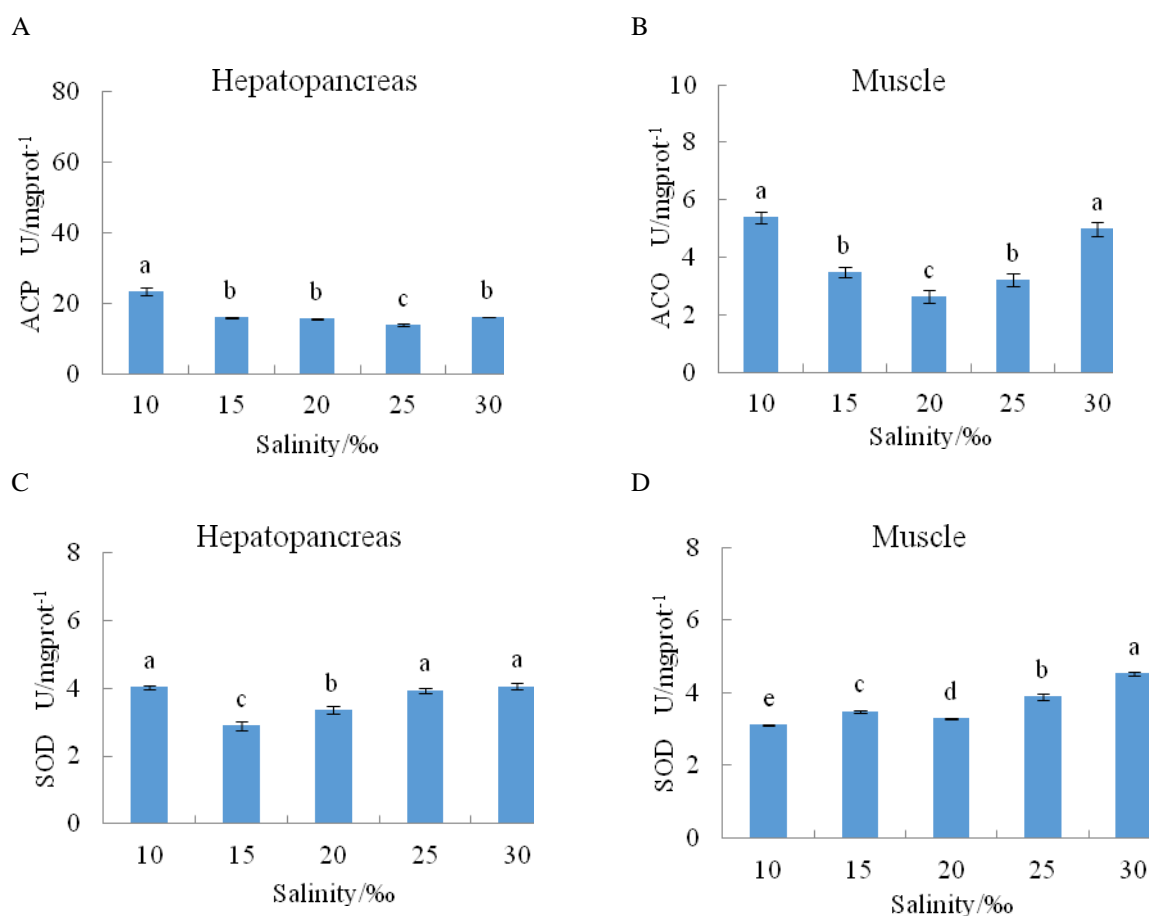 A
Hepatopancreas
ACP U/mgprot-1
80
60
40
20
0
a
b
b
c
b
10 15 20 25 30
Salinity/‰
B
Muscle
ACO U/mgprot-1
10
8
6
4
2
0
a
b
c
b
a
10 15 20 25 30
Salinity/‰
C
Hepatopancreas
SOD U/mgprot-1
8
6
4
2
0
a
c
b
a
a
10 15 20 25 30
Salinity/‰
D
Muscle
SOD U/mgprot-1
8
6
4
2
0
e
c
d
b
a
10 15 20 25 30
Salinity/‰